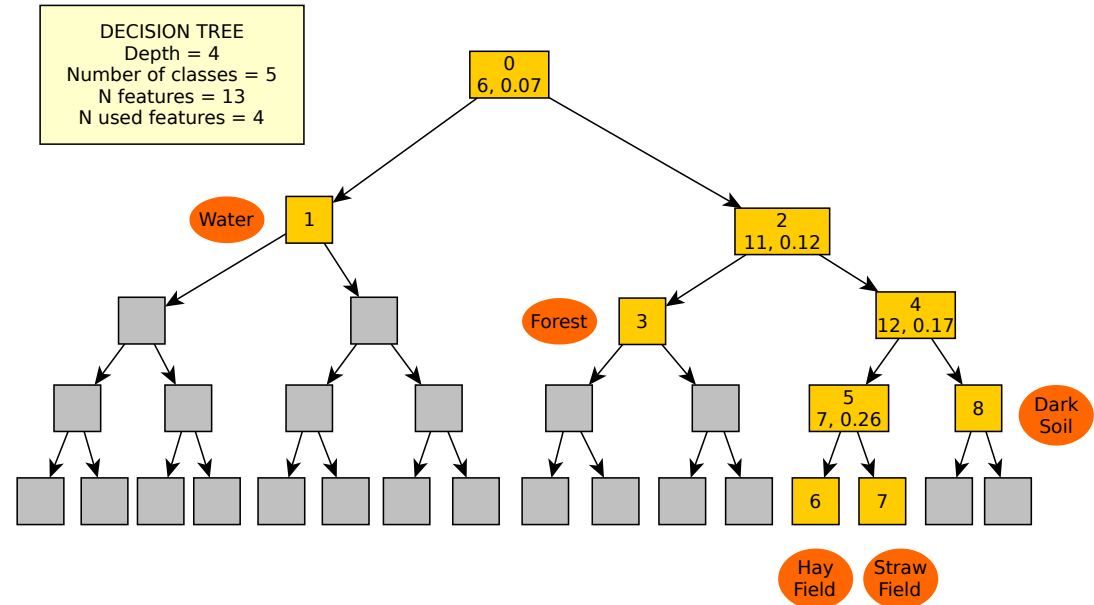 DECISION TREE
Depth = 4
Number of classes = 5
N features = 13
N used features = 4
0
6, 0.07
Water
1
2
11, 0.12
Forest
3
4
12, 0.17
5
7, 0.26
8
Dark
Soil
6
7
Hay
Field
Straw
Field